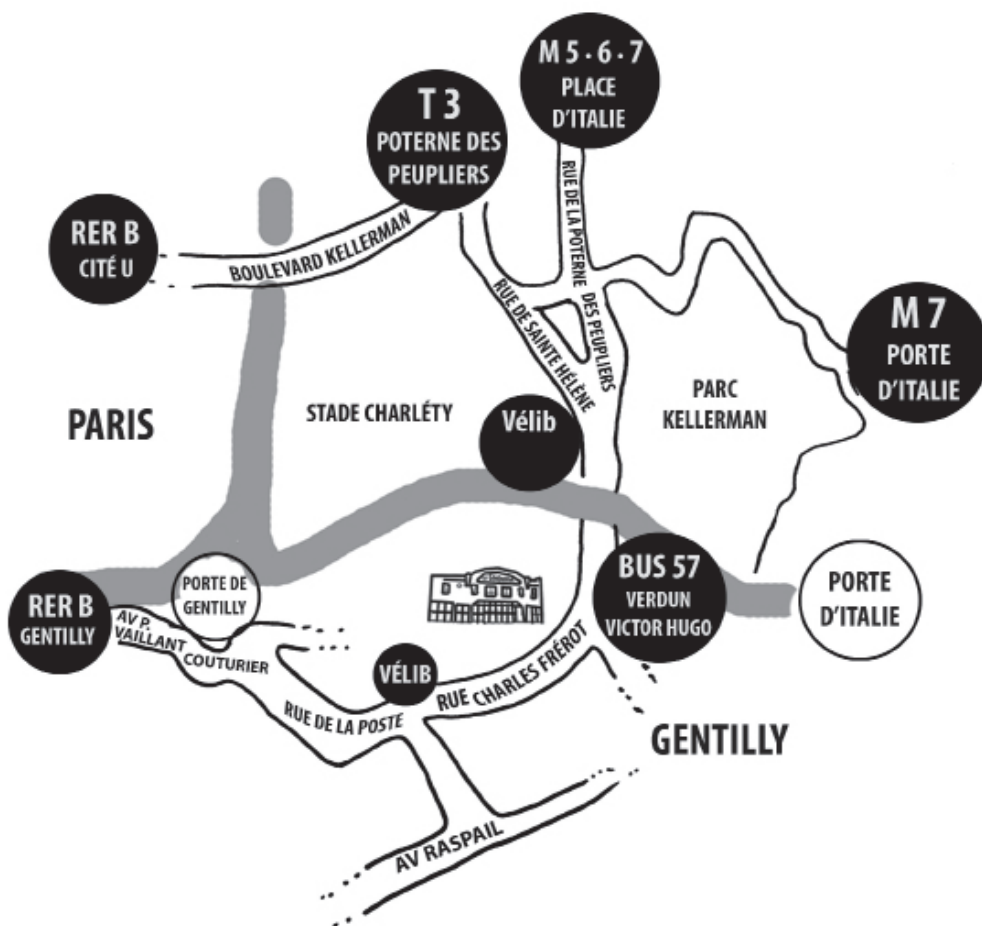 M 5 · 6 · 7
PLACE
D'ITALIE
T 3
POTERNE DES
PEUPLIERS
RUE DE LA POTERNE
DES PEUPLIERS
RER B
CITÉ U
BOULEVARD KELLERMAN
RUE DE SAINTE HÉLÈNE
M 7
PORTE
D'ITALIE
PARIS
STADE CHARLÉTY
Vélib
PARC
KELLERMAN
RER B
GENTILLY
PORTE DE
GENTILLY
BUS 57
VERDUN
VICTOR HUGO
PORTE
D'ITALIE
AV P.
VAILLANT
COUTURIER
VÉLIB
RUE CHARLES FRÉROT
RUE DE LA POSTE
GENTILLY
AV RASPAIL